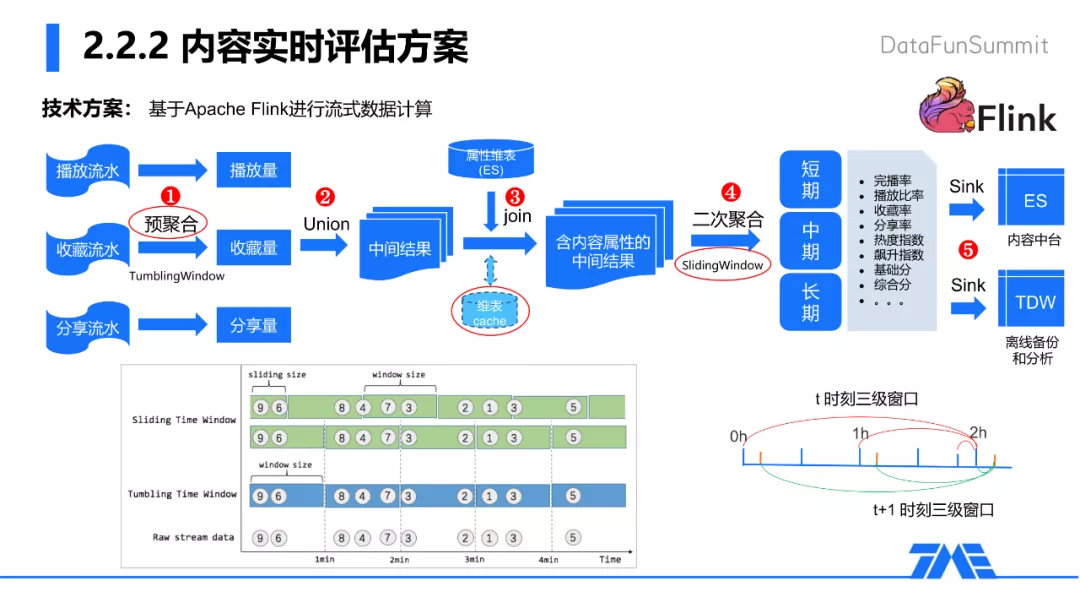 2.2.2 内容实时评估方案
DataFunSummit
技术方案： 基于Apache Flink进行流式数据计算
Flink
播放流水
播放量
1
预聚合
TumblingWindow
收藏流水
收藏量
分享流水
分享量
2
Union
中间结果
属性维表
(ES)
3
join
维表
cache
含内容属性的
中间结果
4
二次聚合
SlidingWindow
短
期
中
期
长
期
• 完播率
• 播放比率
• 收藏率
• 分享率
• 热度指数
• 飙升指数
• 基础分
• 综合分
• 。。。
Sink
ES
内容中台
5
Sink
TDW
离线备份
和分析
sliding size
window size
9 6 8 4 7 3 2 1 3 5
Sliding Time Window
9 6 8 4 7 3 2 1 3 5
window size
Tumbling Time Window 9 6 8 4 7 3 2 1 3 5
Raw stream data 9 6 8 4 7 3 2 1 3 5
1min 2min 3min 4min Time
t 时刻三级窗口
0h 1h 2h
t+1 时刻三级窗口
TME